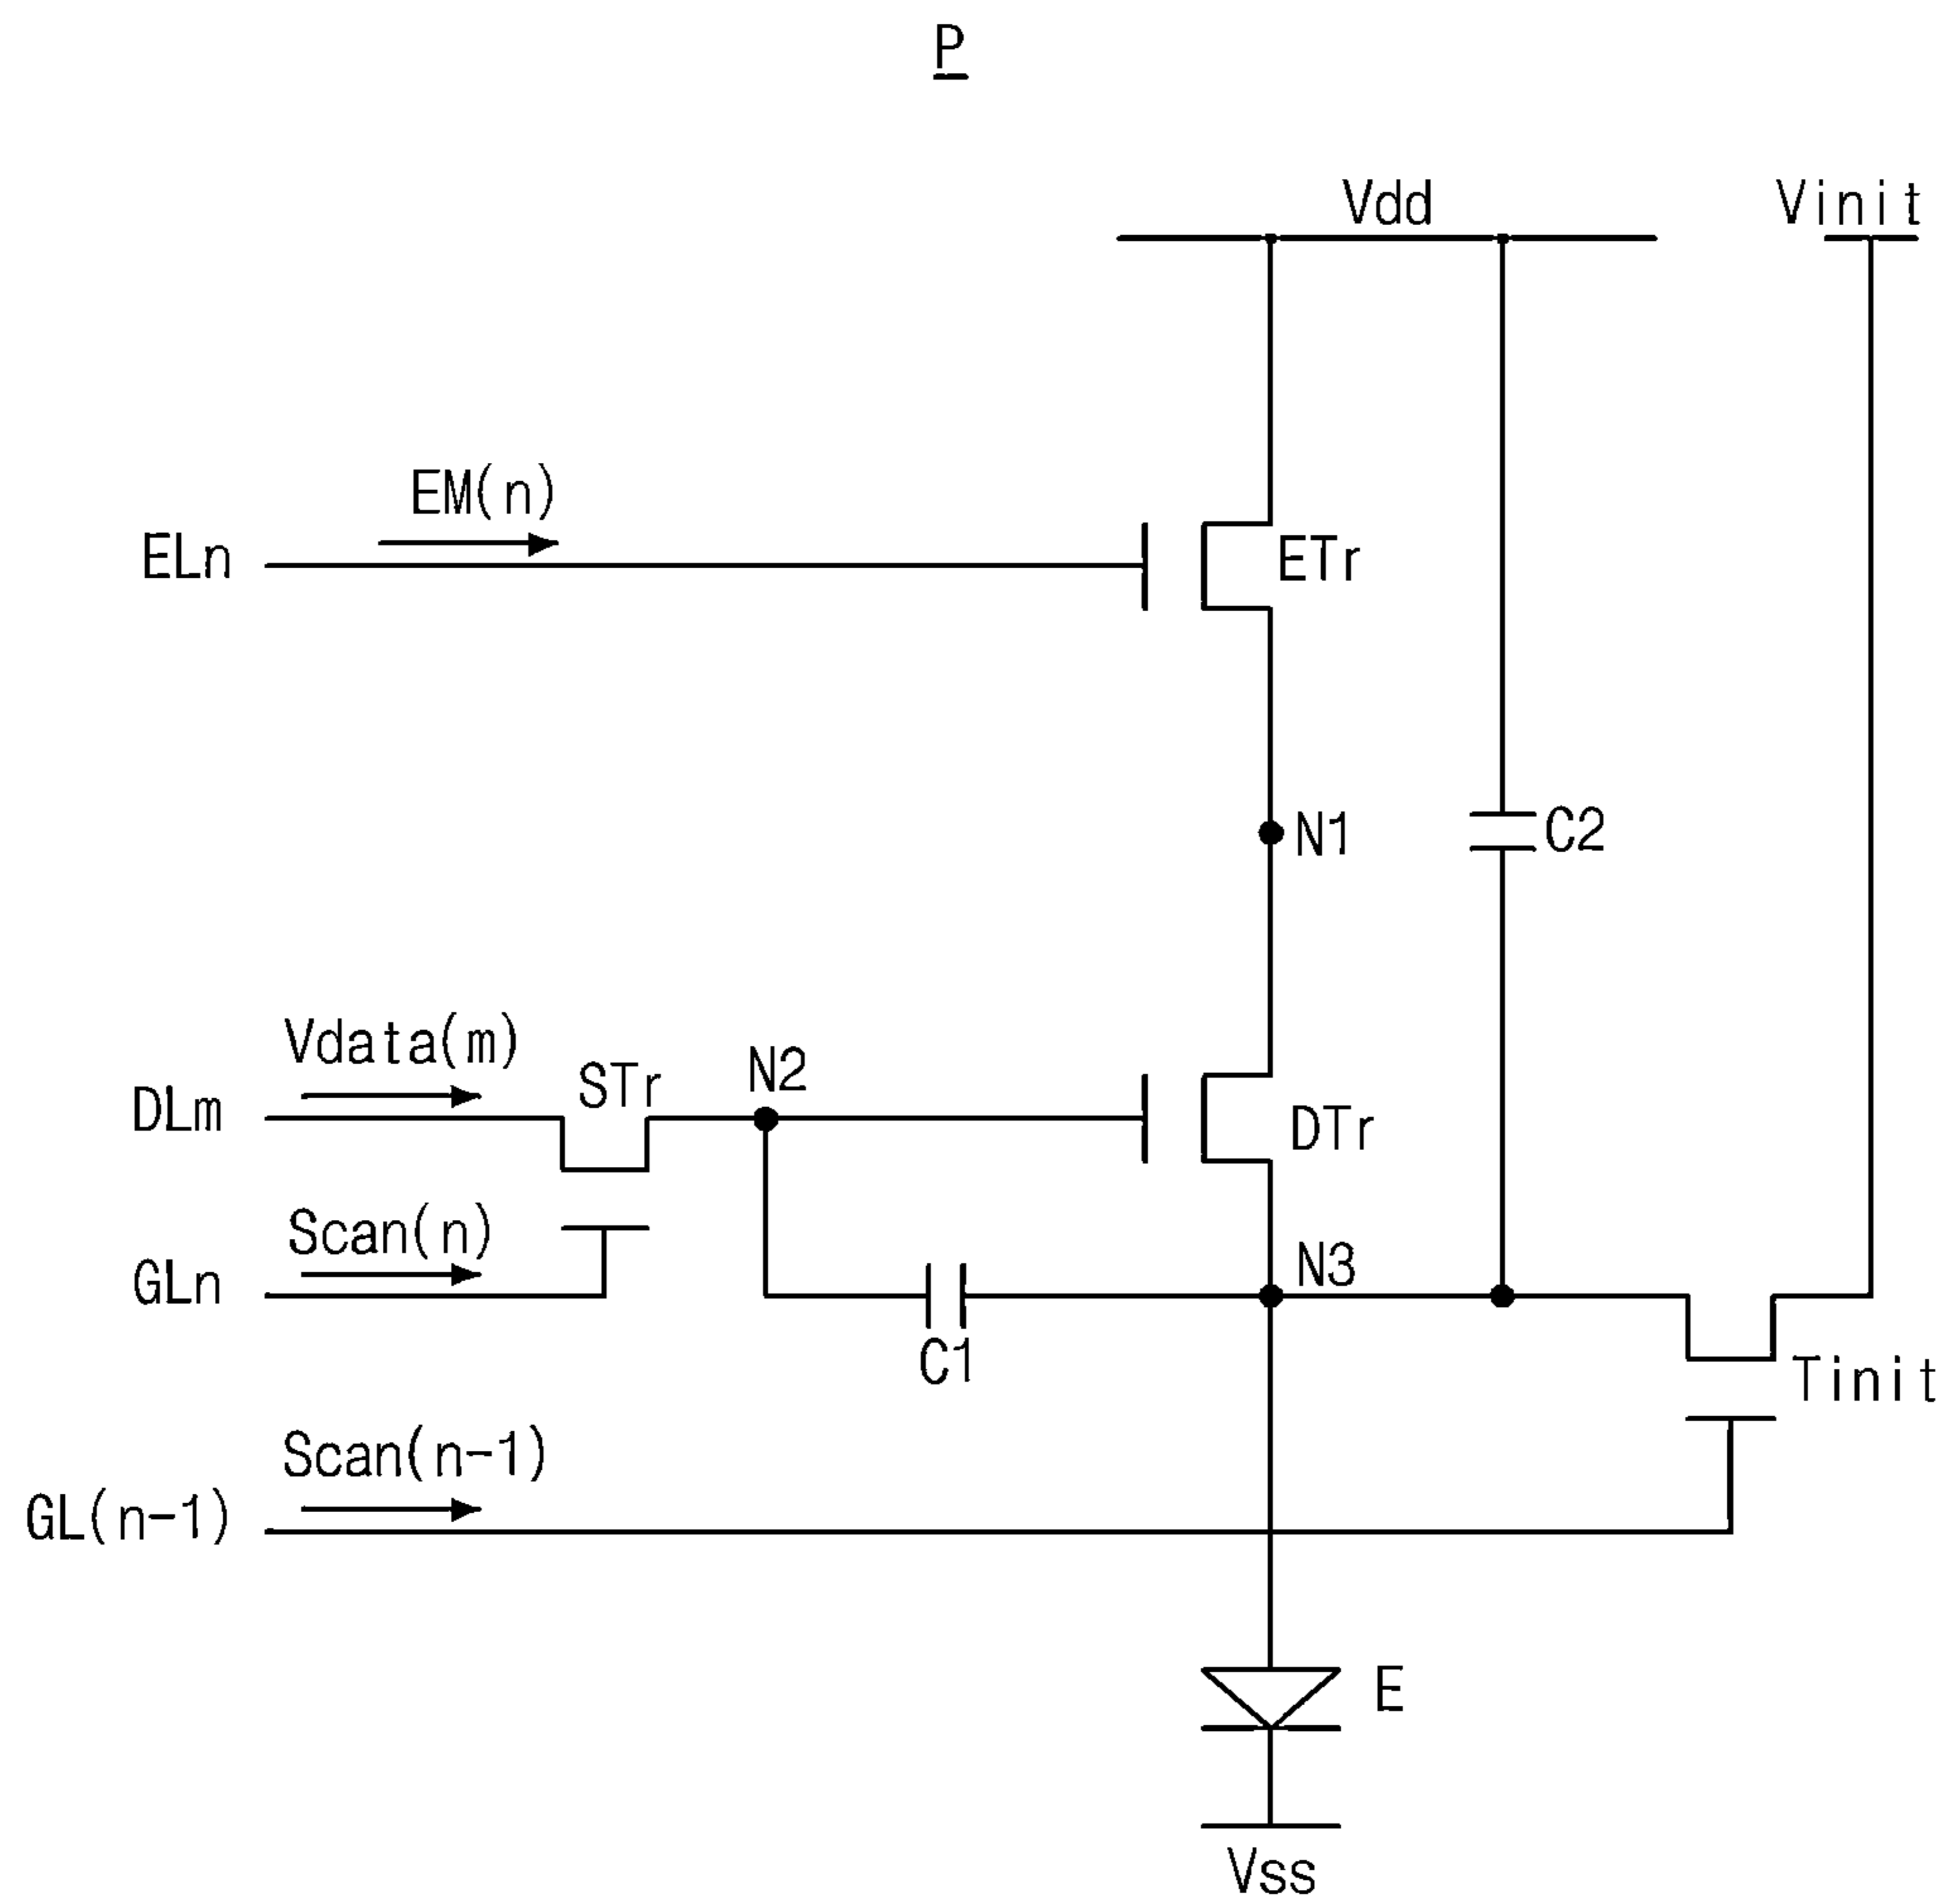 P
Vdd
Vinit
EM(n)
ELn
ETr
N1
C2
Vdata(m)
STr
N2
DLm
DTr
Scan(n)
N3
GLn
C1
Tinit
Scan(n-1)
GL(n-1)
E
Vss